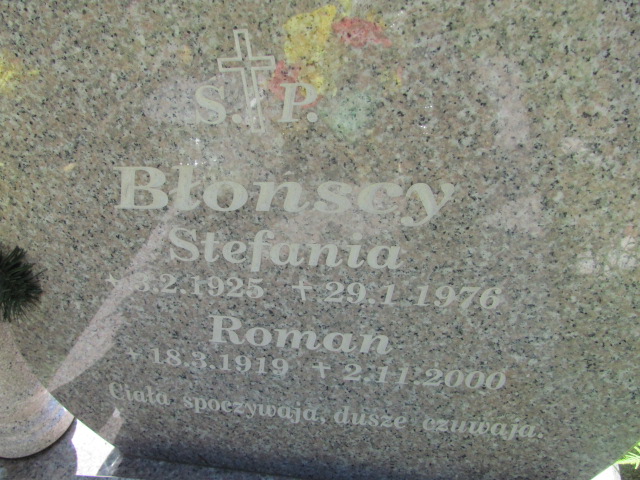 S. P.
Błonscy
Stefania
* 3.2.1925 + 29.1 1976
Roman
* 18.3.1919 + 2.11.2000
Ciała spoczywaja, dusze czuwaja.